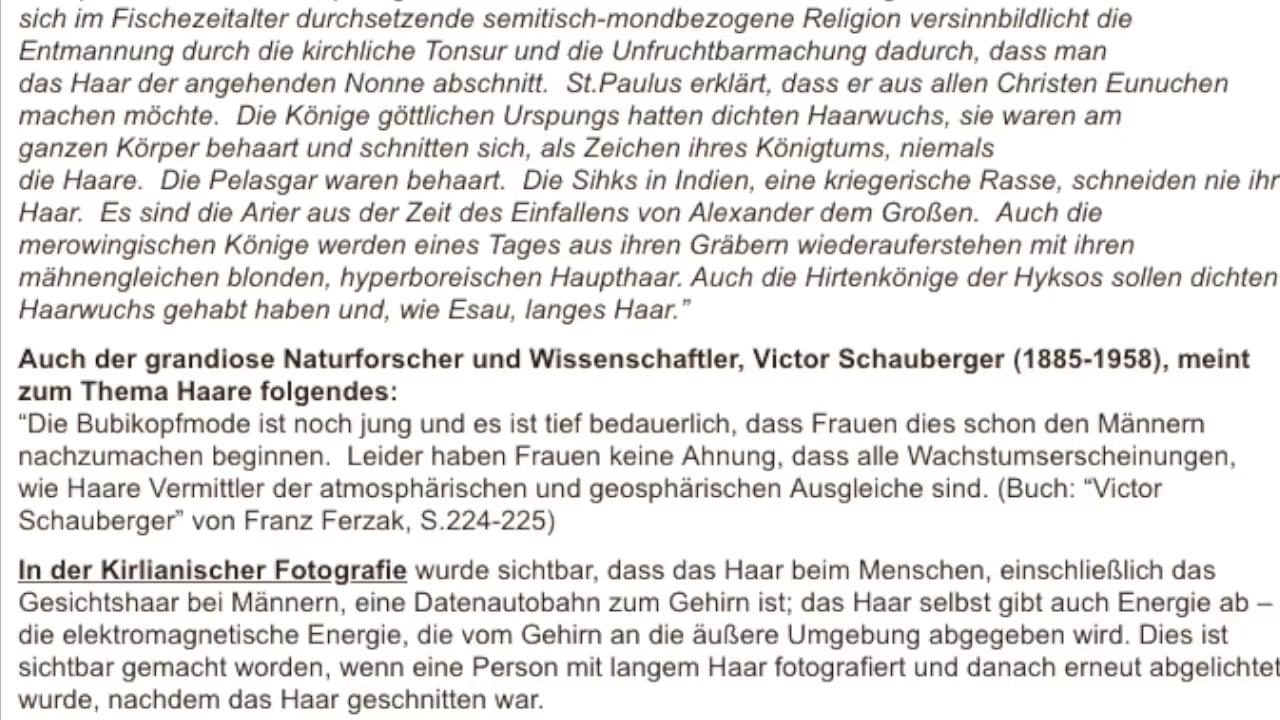 sich im Fischezeitalter durchsetzende semitisch-mondbezogene Religion versinnbildlicht die
Entmannung durch die kirchliche Tonsur und die Unfruchtbarmachung dadurch, dass man
das Haar der angehenden Nonne abschnitt.  St.Paulus erklärt, dass er aus allen Christen Eunuchen
machen möchte.  Die Könige göttlichen Urspungs hatten dichten Haarwuchs, sie waren am
ganzen Körper behaart und schnitten sich, als Zeichen ihres Königtums, niemals
die Haare.  Die Pelasgar waren behaart.  Die Sihks in Indien, eine kriegerische Rasse, schneiden nie ihr
Haar.  Es sind die Arier aus der Zeit des Einfallens von Alexander dem Großen.  Auch die
merowingischen Könige werden eines Tages aus ihren Gräbern wiederauferstehen mit ihren
mähnengleichen blonden, hyperboreischen Haupthaar. Auch die Hirtenkönige der Hyksos sollen dichten
Haarwuchs gehabt haben und, wie Esau, langes Haar.”
Auch der grandiose Naturforscher und Wissenschaftler, Victor Schauberger (1885-1958), meint
zum Thema Haare folgendes:
“Die Bubikopfmode ist noch jung und es ist tief bedauerlich, dass Frauen dies schon den Männern
nachzumachen beginnen.  Leider haben Frauen keine Ahnung, dass alle Wachstumserscheinungen,
wie Haare Vermittler der atmosphärischen und geosphärischen Ausgleiche sind. (Buch: “Victor
Schauberger” von Franz Ferzak, S.224-225)
In der Kirlianischer Fotografie wurde sichtbar, dass das Haar beim Menschen, einschließlich das
Gesichtshaar bei Männern, eine Datenautobahn zum Gehirn ist; das Haar selbst gibt auch Energie ab –
die elektromagnetische Energie, die vom Gehirn an die äußere Umgebung abgegeben wird. Dies ist
sichtbar gemacht worden, wenn eine Person mit langem Haar fotografiert und danach erneut abgelichtet
wurde, nachdem das Haar geschnitten war.